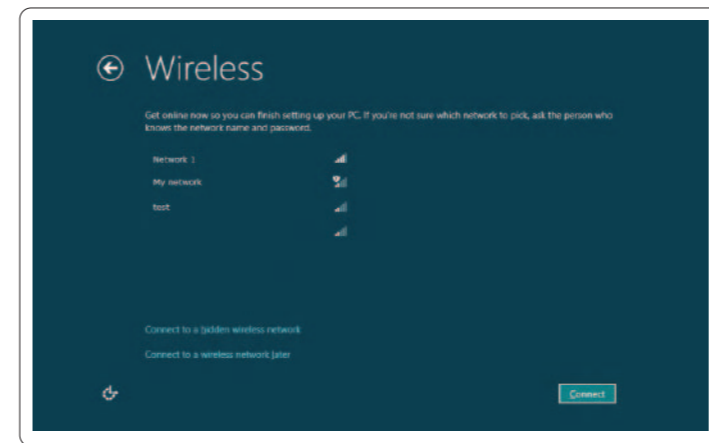 Wireless
Get online now so you can finish setting up your PC. If you're not sure which network to pick, ask the person who
knows the network name and password.
Network 1
My network
test
Connect to a hidden wireless network
Connect to a wireless network later
Connect